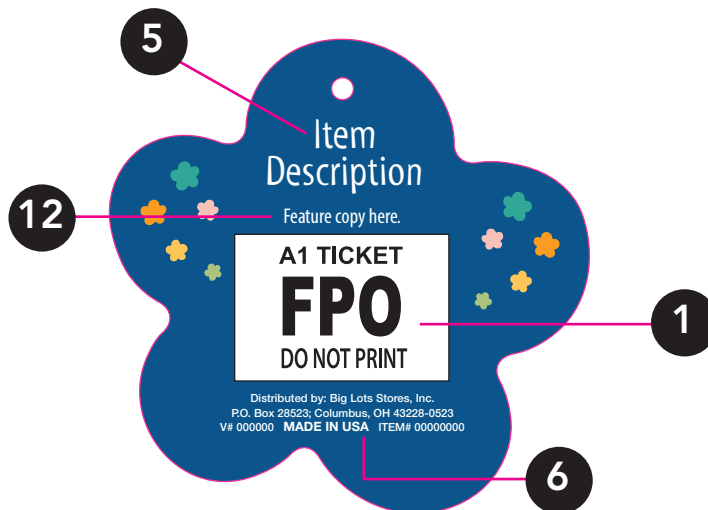 5
Item
Description
12
Feature copy here.
A1 TICKET
FPO
1
DO NOT PRINT
Distributed by: Big Lots Stores, Inc.
P.O. Box 28523; Columbus, OH 43228-0523
V# 000000 MADE IN USA ITEM# 00000000
6